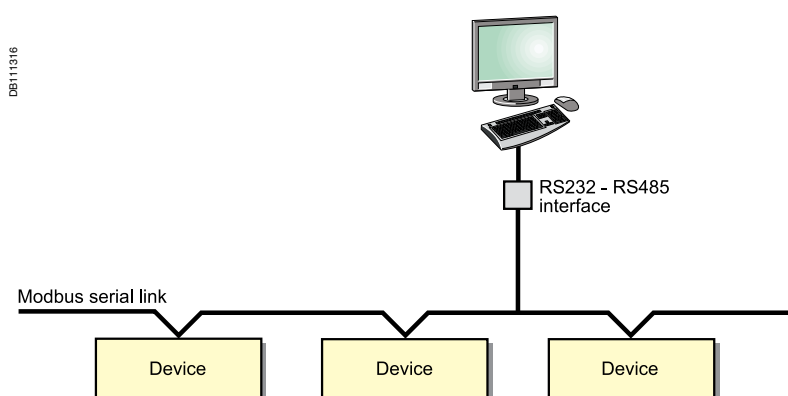 DB111316
RS232 - RS485
interface
Modbus serial link
Device
Device
Device